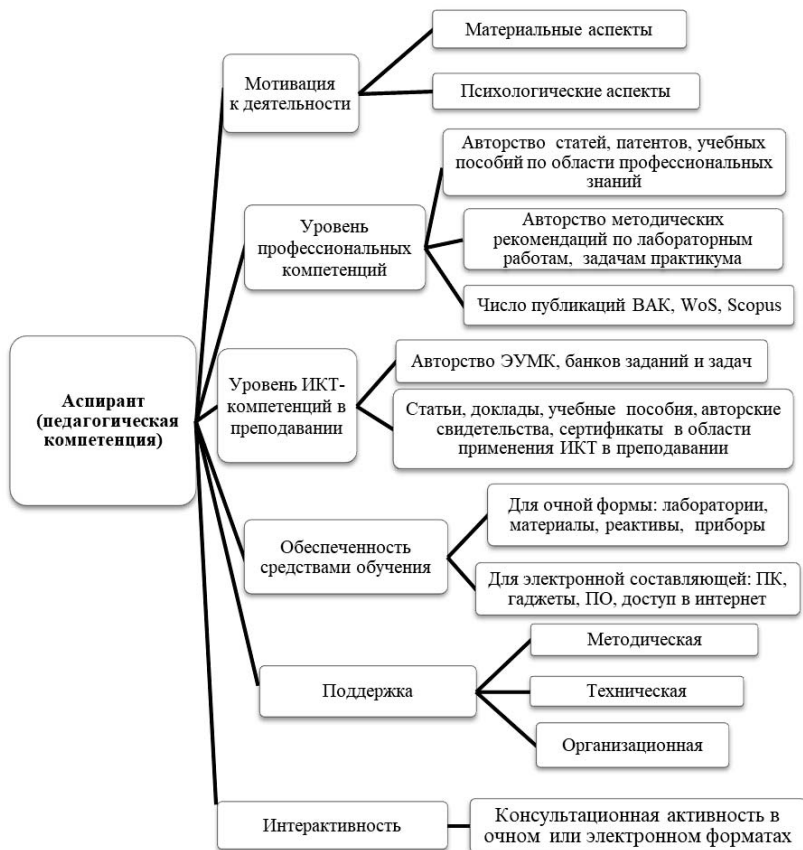 Аспирант
(педагогическая
компетенция)
Мотивация
к деятельности
Материальные аспекты
Психологические аспекты
Уровень
профессиональных
компетенций
Авторство статей, патентов, учебных
пособий по области профессиональных
знаний
Авторство методических
рекомендаций по лабораторным
работам, задачам практикума
Число публикаций ВАК, WoS, Scopus
Уровень ИКТ-
компетенций в
преподавании
Авторство ЭУМК, банков заданий и задач
Статьи, доклады, учебные пособия, авторские
свидетельства, сертификаты в области
применения ИКТ в преподавании
Обеспеченность
средствами обучения
Для очной формы: лаборатории,
материалы, реактивы, приборы
Для электронной составляющей: ПК,
гаджеты, ПО, доступ в интернет
Поддержка
Методическая
Техническая
Организационная
Интерактивность
Консультационная активность в
очном или электронном форматах